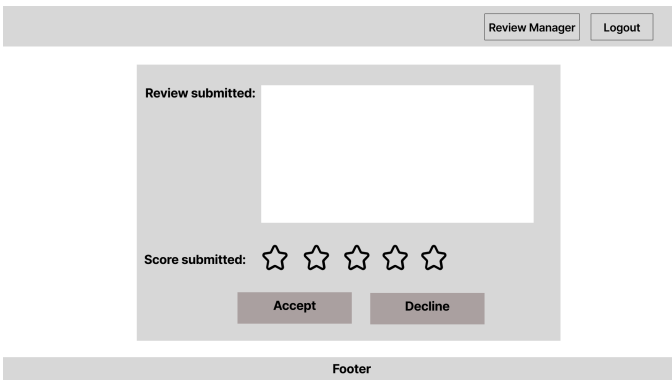 Review Manager
Logout
Review submitted:
Score submitted:
Accept
Decline
Footer